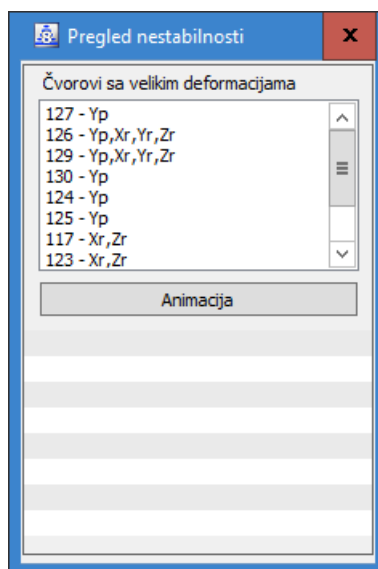 Pregled nestabilnosti
Čvorovi sa velikim deformacijama
127 - Yp
126 - Yp,Xr,Yr,Zr
129 - Yp,Xr,Yr,Zr
130 - Yp
124 - Yp
125 - Yp
117 - Xr,Zr
123 - Xr,Zr
Animacija